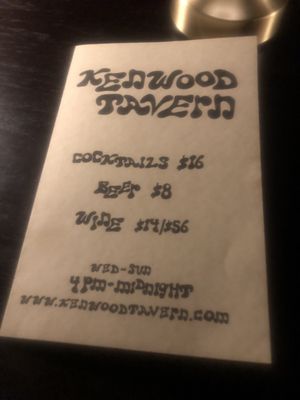 KENWOOD
TAVERN
COCKTAILS $16
BEER $8
WINE $14/$56
WED-SUN
4PM-MIDNIGHT
WWW.KENWOODTAVERN.COM